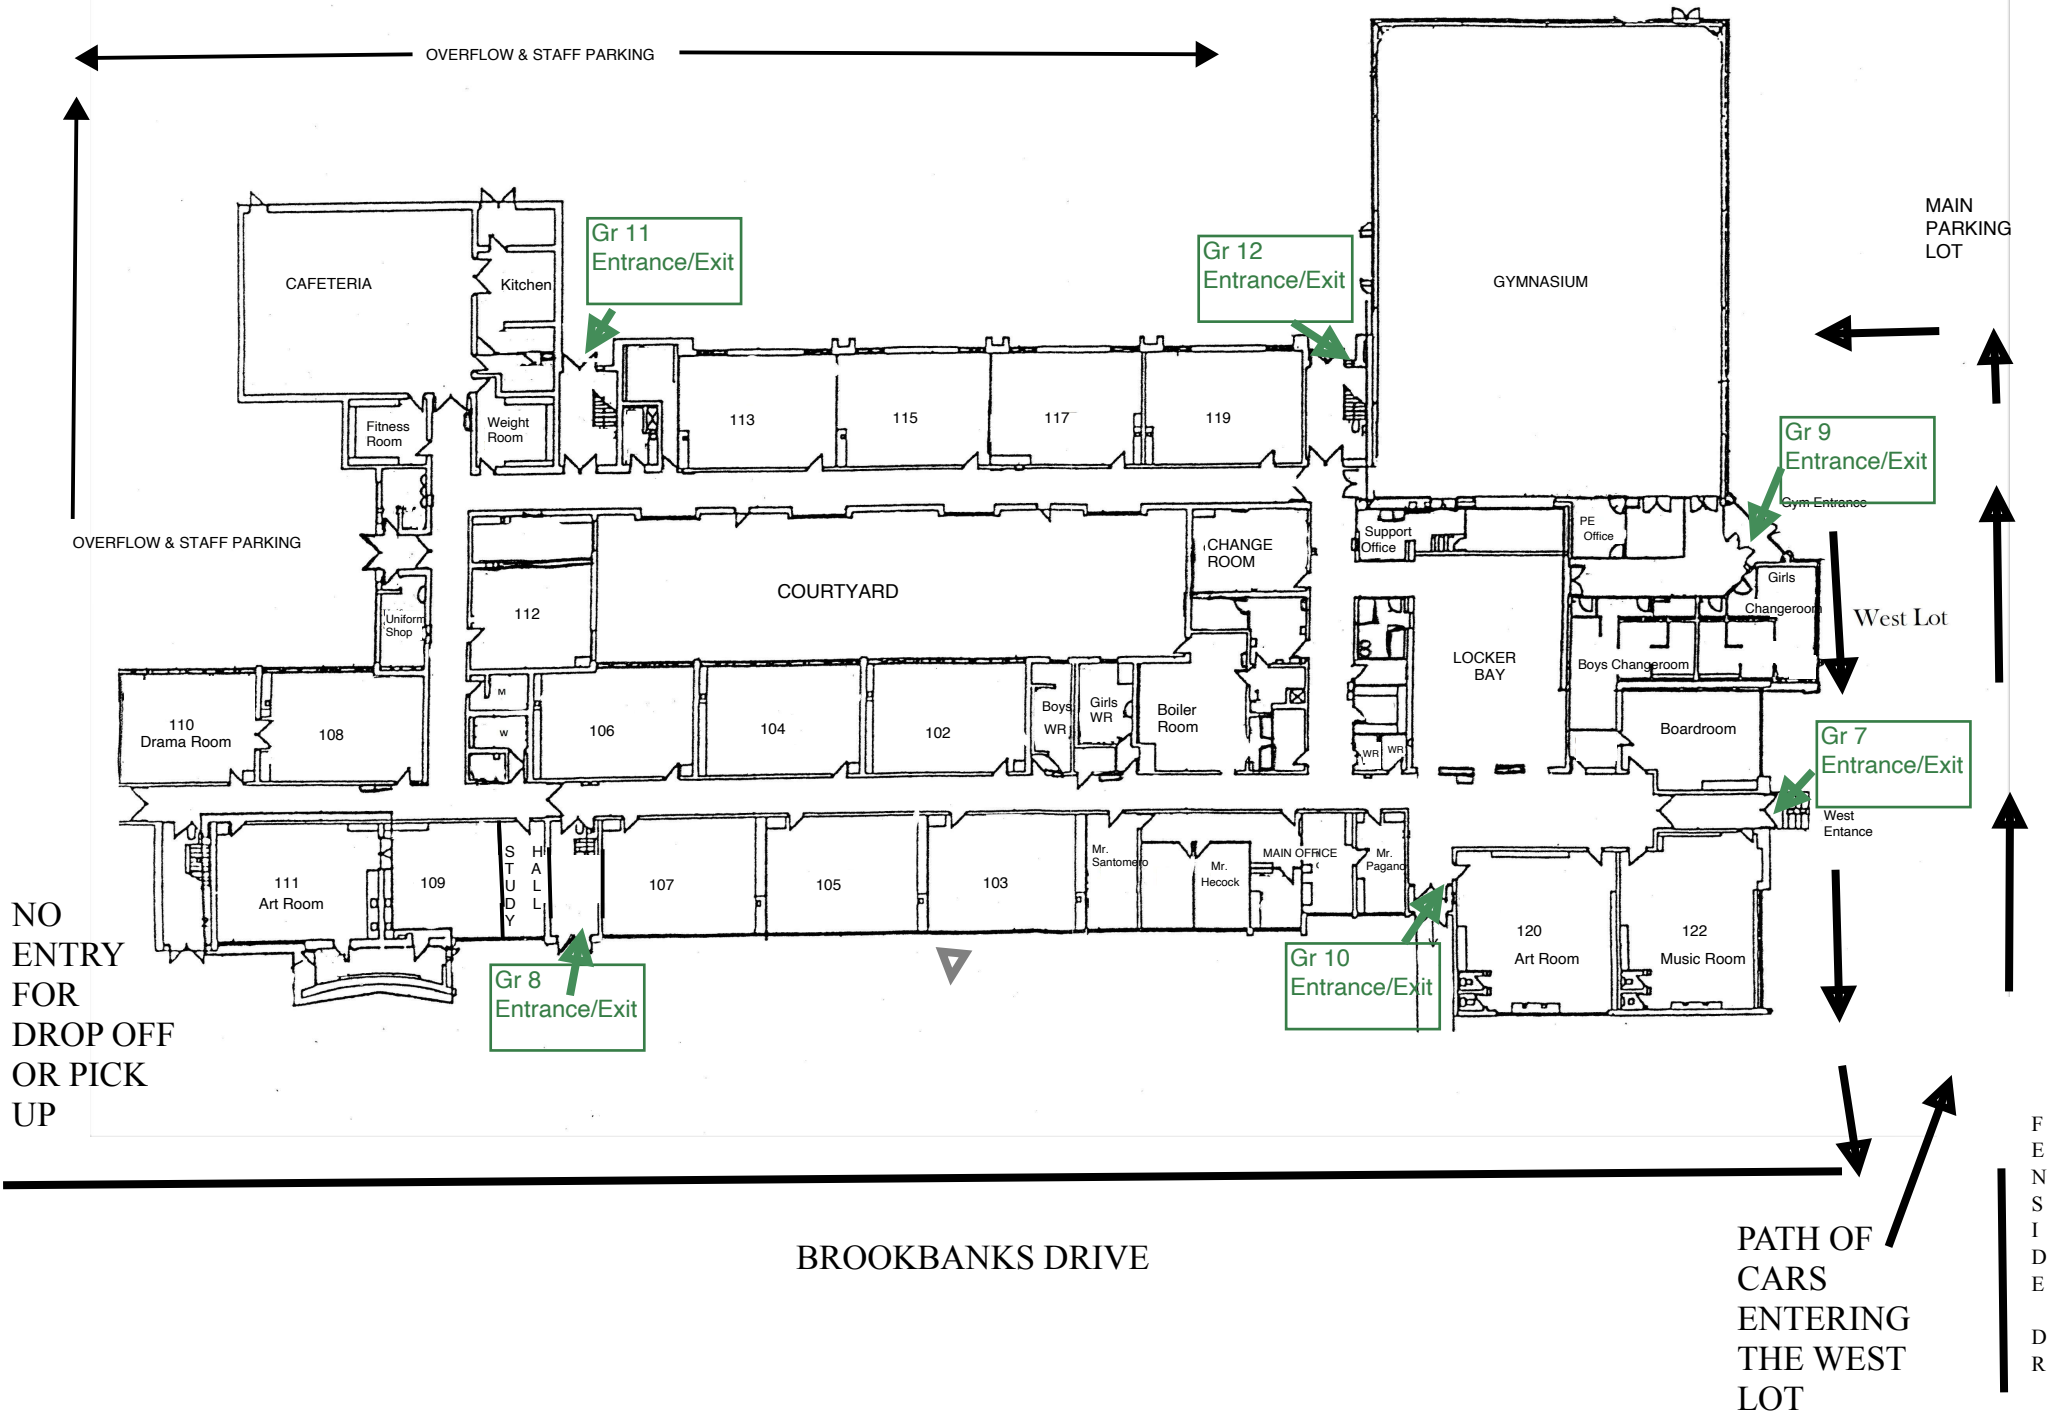 OVERFLOW & STAFF PARKING
MAIN
PARKING
LOT
Gr 11
Entrance/Exit
Gr 12
Entrance/Exit
CAFETERIA
Kitchen
GYMNASIUM
Fitness
Room
Weight
Room
113
115
117
119
Gr 9
Entrance/Exit
Gym Entrance
OVERFLOW & STAFF PARKING
Uniform
Shop
112
COURTYARD
CHANGE
ROOM
Support
Office
PE
Office
Girls
Changeroom
West Lot
LOCKER
BAY
Boys Changeroom
110
Drama Room
108
M
W
106
104
102
Boys
WR
Girls
WR
Boiler
Room
WR
WR
Boardroom
Gr 7
Entrance/Exit
West
Entance
111
Art Room
109
STUDY
HALL
107
105
103
Mr.
Santomero
Mr.
Hecock
MAIN OFFICE
Mr.
Pagano
120
Art Room
122
Music Room
NO
ENTRY
FOR
DROP OFF
OR PICK
UP
Gr 8
Entrance/Exit
Gr 10
Entrance/Exit
BROOKBANKS DRIVE
PATH OF
CARS
ENTERING
THE WEST
LOT
FENSIDE DR